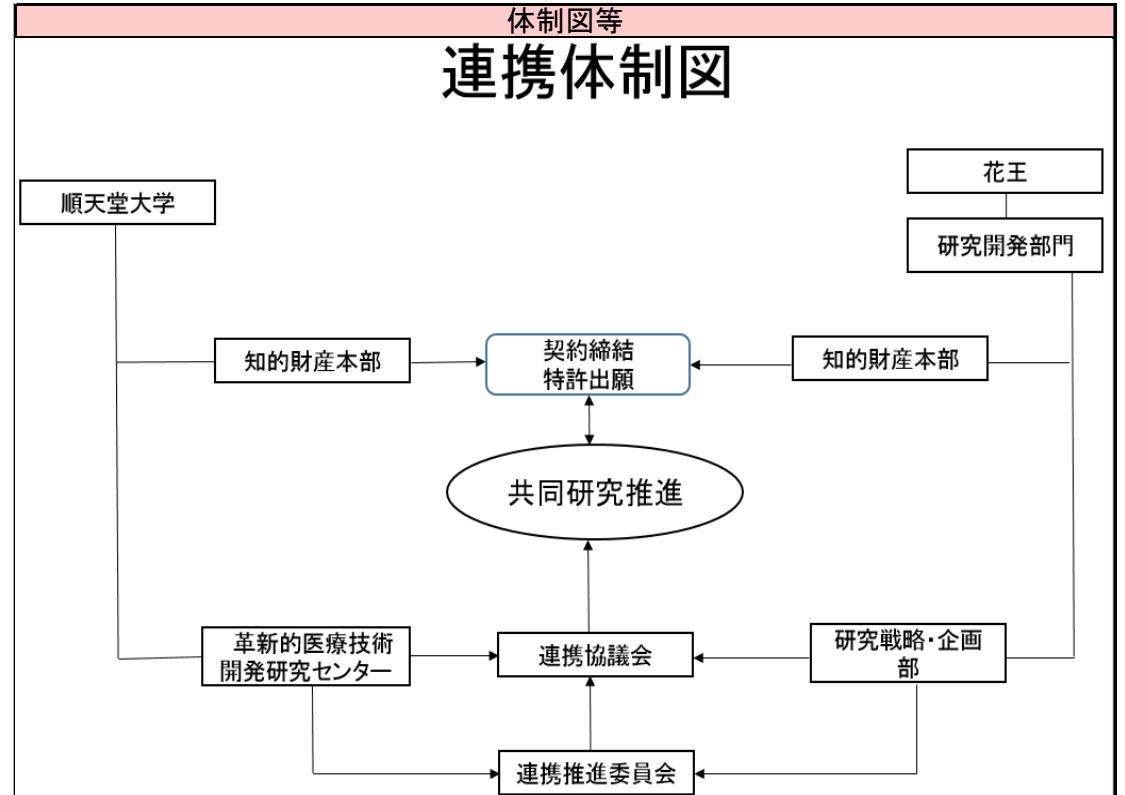 体制図等
連携体制図
花王
順天堂大学
研究開発部門
知的財産本部
契約締結
特許出願
知的財産本部
共同研究推進
革新的医療技術
開発研究センター
連携協議会
研究戦略・企画
部
連携推進委員会